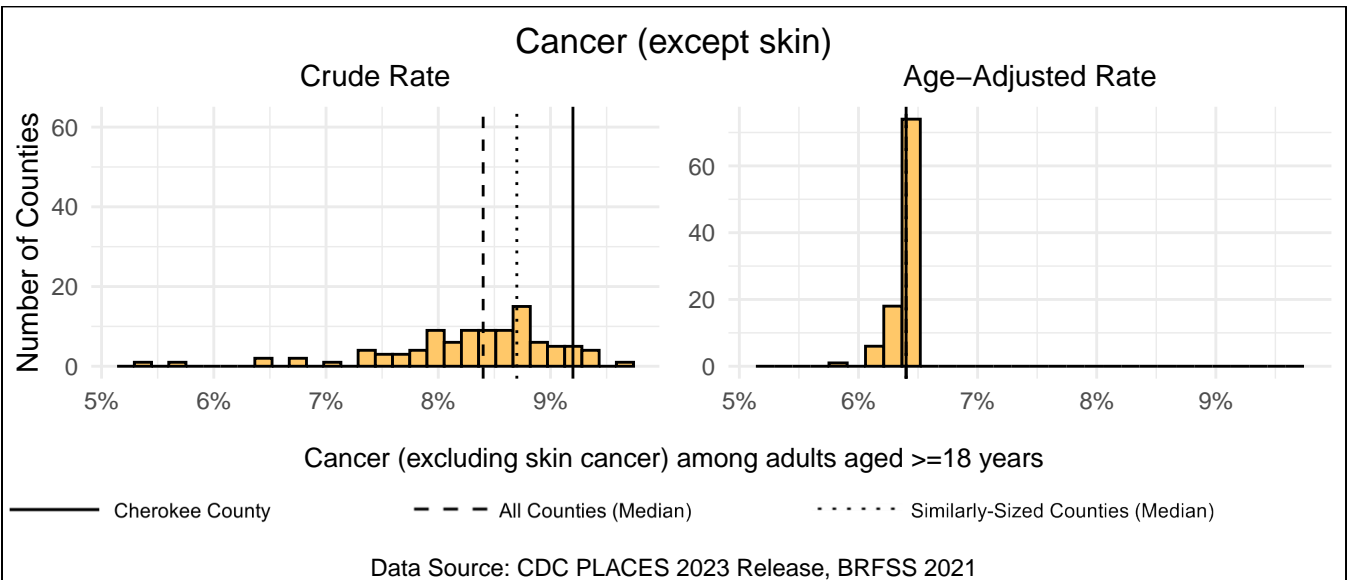 Cancer (except skin)
Crude Rate
Age−Adjusted Rate
Number of Counties
60
40
20
0
5%
6%
7%
8%
9%
60
40
20
0
5%
6%
7%
8%
9%
Cancer (excluding skin cancer) among adults aged >=18 years
Cherokee County
All Counties (Median)
Similarly-Sized Counties (Median)
Data Source: CDC PLACES 2023 Release, BRFSS 2021